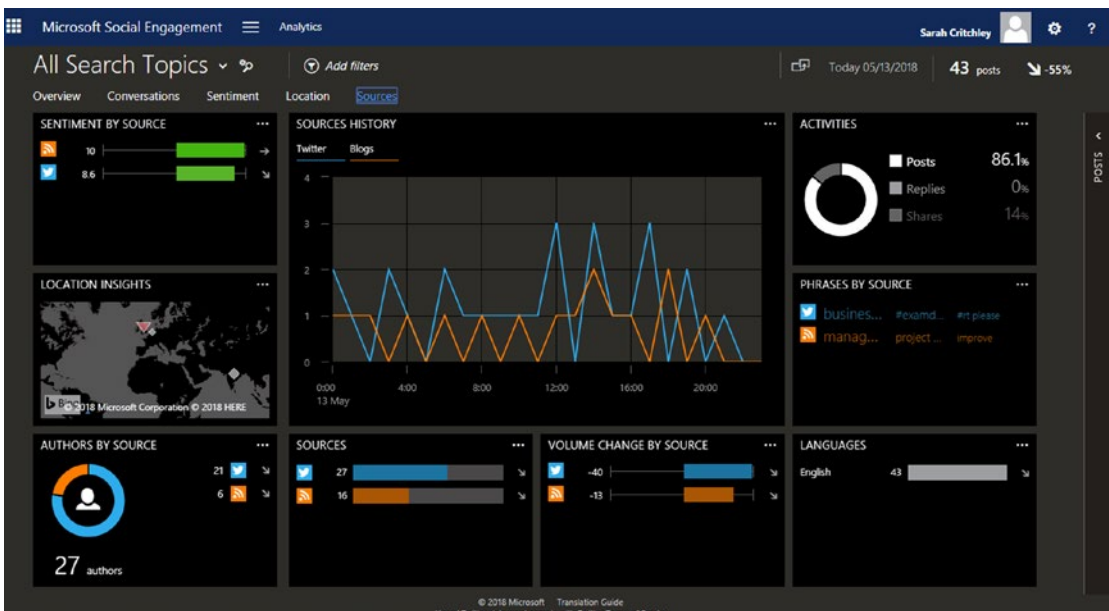 Microsoft Social Engagement Analytics
Sarah Critchley ?
All Search Topics Add filters Today 05/13/2018 43 posts -55%
Overview Conversations Sentiment Location Sources
SENTIMENT BY SOURCE ...
10
8.6
SOURCES HISTORY ...
Twitter Blogs
4
3
2
1
0
0:00 4:00 8:00 12:00 16:00 20:00
13 May
ACTIVITIES ...
Posts 86.1%
Replies 0%
Shares 14%
POSTS
LOCATION INSIGHTS ...
© 2018 Microsoft Corporation © 2018 HERE
PHRASES BY SOURCE ...
busines... #examd... #rt please
manag... project ... improve
AUTHORS BY SOURCE ...
21
6
27 authors
SOURCES ...
27
16
VOLUME CHANGE BY SOURCE ...
-40
-13
LANGUAGES ...
English 43
© 2018 Microsoft Translation Guide